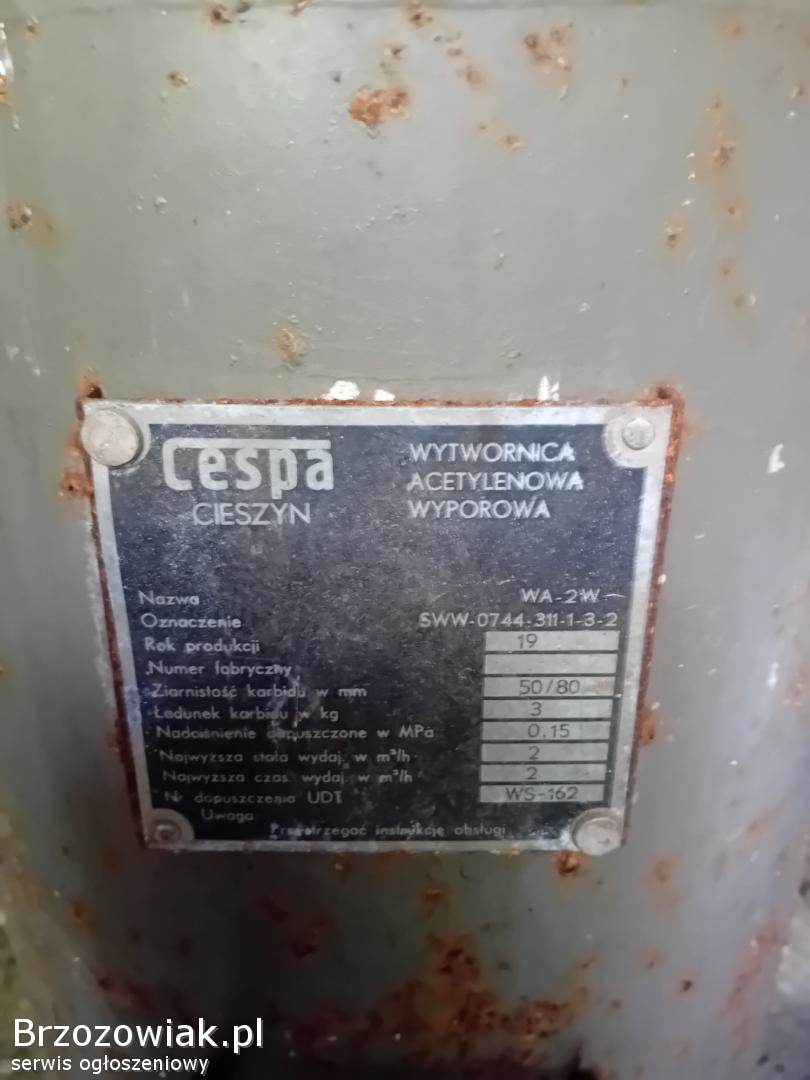 cespa
CIESZYN
WYTWORNICA
ACETYLENOWA
WYPOROWA
Nazwa WA-2W
Oznaczenie SWW-0744-311-1-3-2
Rok produkcji 19
Numer fabryczny
Ziarnistość karbidu w mm 50/80
Ładunek karbidu w kg 3
Nadciśnienie dopuszczone w MPa 0,15
Najwyższa stała wydaj. w m³/h 2
Najwyższa czas. wydaj. w m³/h 2
Nr dopuszczenia UDT WS-162
Uwaga
Przestrzegać instrukcję obsługi
Brzozowiak.pl
serwis ogłoszeniowy